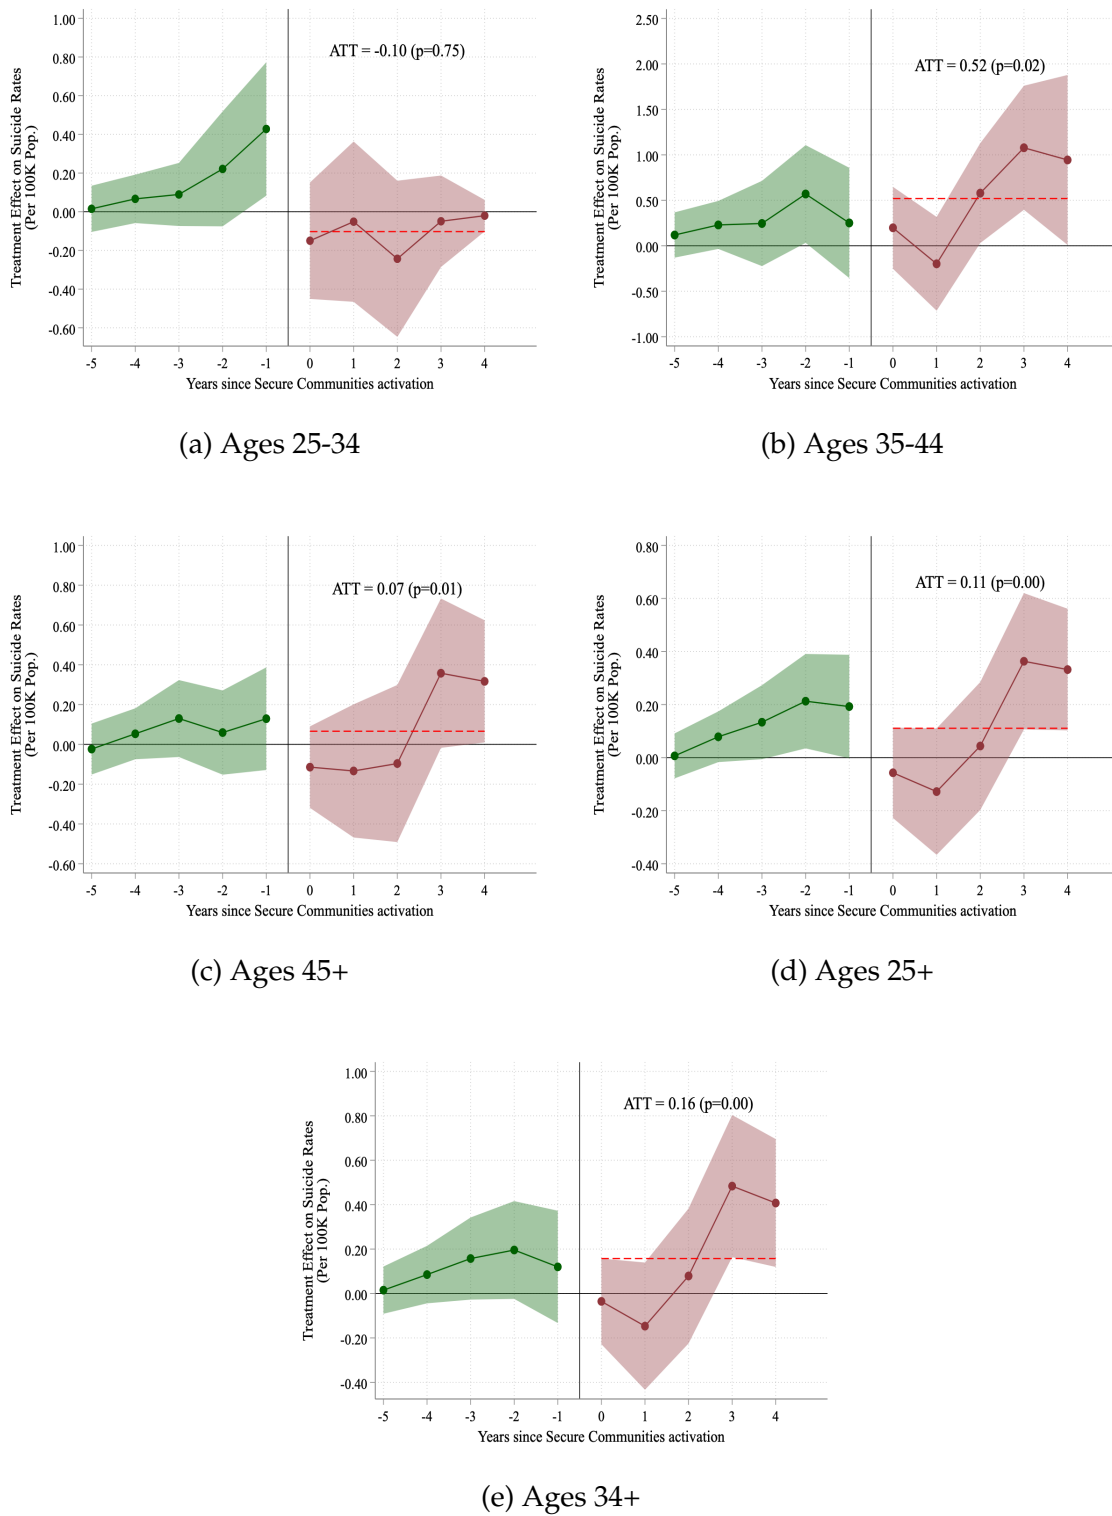 1.00
0.80
0.60
0.40
0.20
0.00
-0.20
-0.40
-0.60
Treatment Effect on Suicide Rates
(Per 100K Pop.)
ATT = -0.10 (p=0.75)
-5 -4 -3 -2 -1 0 1 2 3 4
Years since Secure Communities activation
(a) Ages 25-34
2.50
2.00
1.50
1.00
0.50
0.00
-0.50
-1.00
Treatment Effect on Suicide Rates
(Per 100K Pop.)
ATT = 0.52 (p=0.02)
-5 -4 -3 -2 -1 0 1 2 3 4
Years since Secure Communities activation
(b) Ages 35-44
1.00
0.80
0.60
0.40
0.20
0.00
-0.20
-0.40
-0.60
Treatment Effect on Suicide Rates
(Per 100K Pop.)
ATT = 0.07 (p=0.01)
-5 -4 -3 -2 -1 0 1 2 3 4
Years since Secure Communities activation
(c) Ages 45+
0.80
0.60
0.40
0.20
0.00
-0.20
-0.40
Treatment Effect on Suicide Rates
(Per 100K Pop.)
ATT = 0.11 (p=0.00)
-5 -4 -3 -2 -1 0 1 2 3 4
Years since Secure Communities activation
(d) Ages 25+
1.00
0.80
0.60
0.40
0.20
0.00
-0.20
-0.40
Treatment Effect on Suicide Rates
(Per 100K Pop.)
ATT = 0.16 (p=0.00)
-5 -4 -3 -2 -1 0 1 2 3 4
Years since Secure Communities activation
(e) Ages 34+